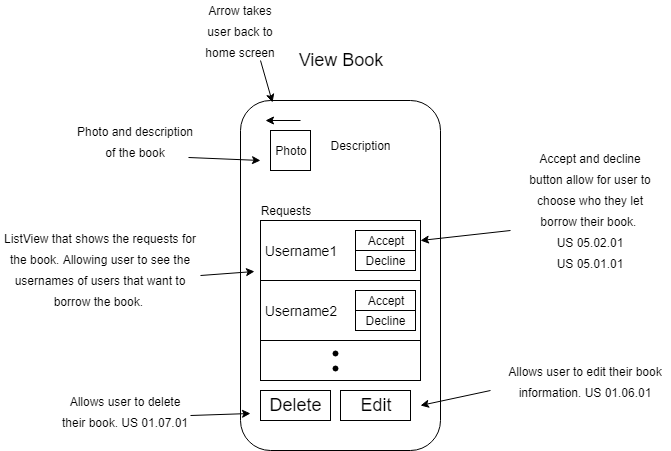 Arrow takes
user back to
home screen
View Book
Photo and description
of the book
Photo
Description
Accept and decline
button allow for user to
choose who they let
borrow their book.
US 05.02.01
US 05.01.01
Requests
ListView that shows the requests for
the book. Allowing user to see the
usernames of users that want to
borrow the book.
Username1
Accept
Decline
Username2
Accept
Decline
Allows user to edit their book
information. US 01.06.01
Allows user to delete
their book. US 01.07.01
Delete
Edit